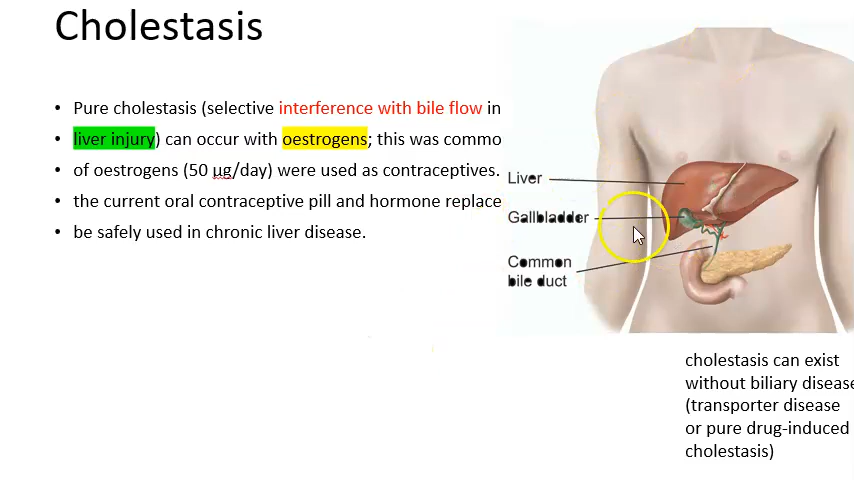 Cholestasis
• Pure cholestasis (selective interference with bile flow in
• liver injury) can occur with oestrogens; this was commo
• of oestrogens (50 µg/day) were used as contraceptives.
• the current oral contraceptive pill and hormone replace
• be safely used in chronic liver disease.
Liver
Gallbladder
Common
bile duct
cholestasis can exist
without biliary disease
(transporter disease
or pure drug-induced
cholestasis)